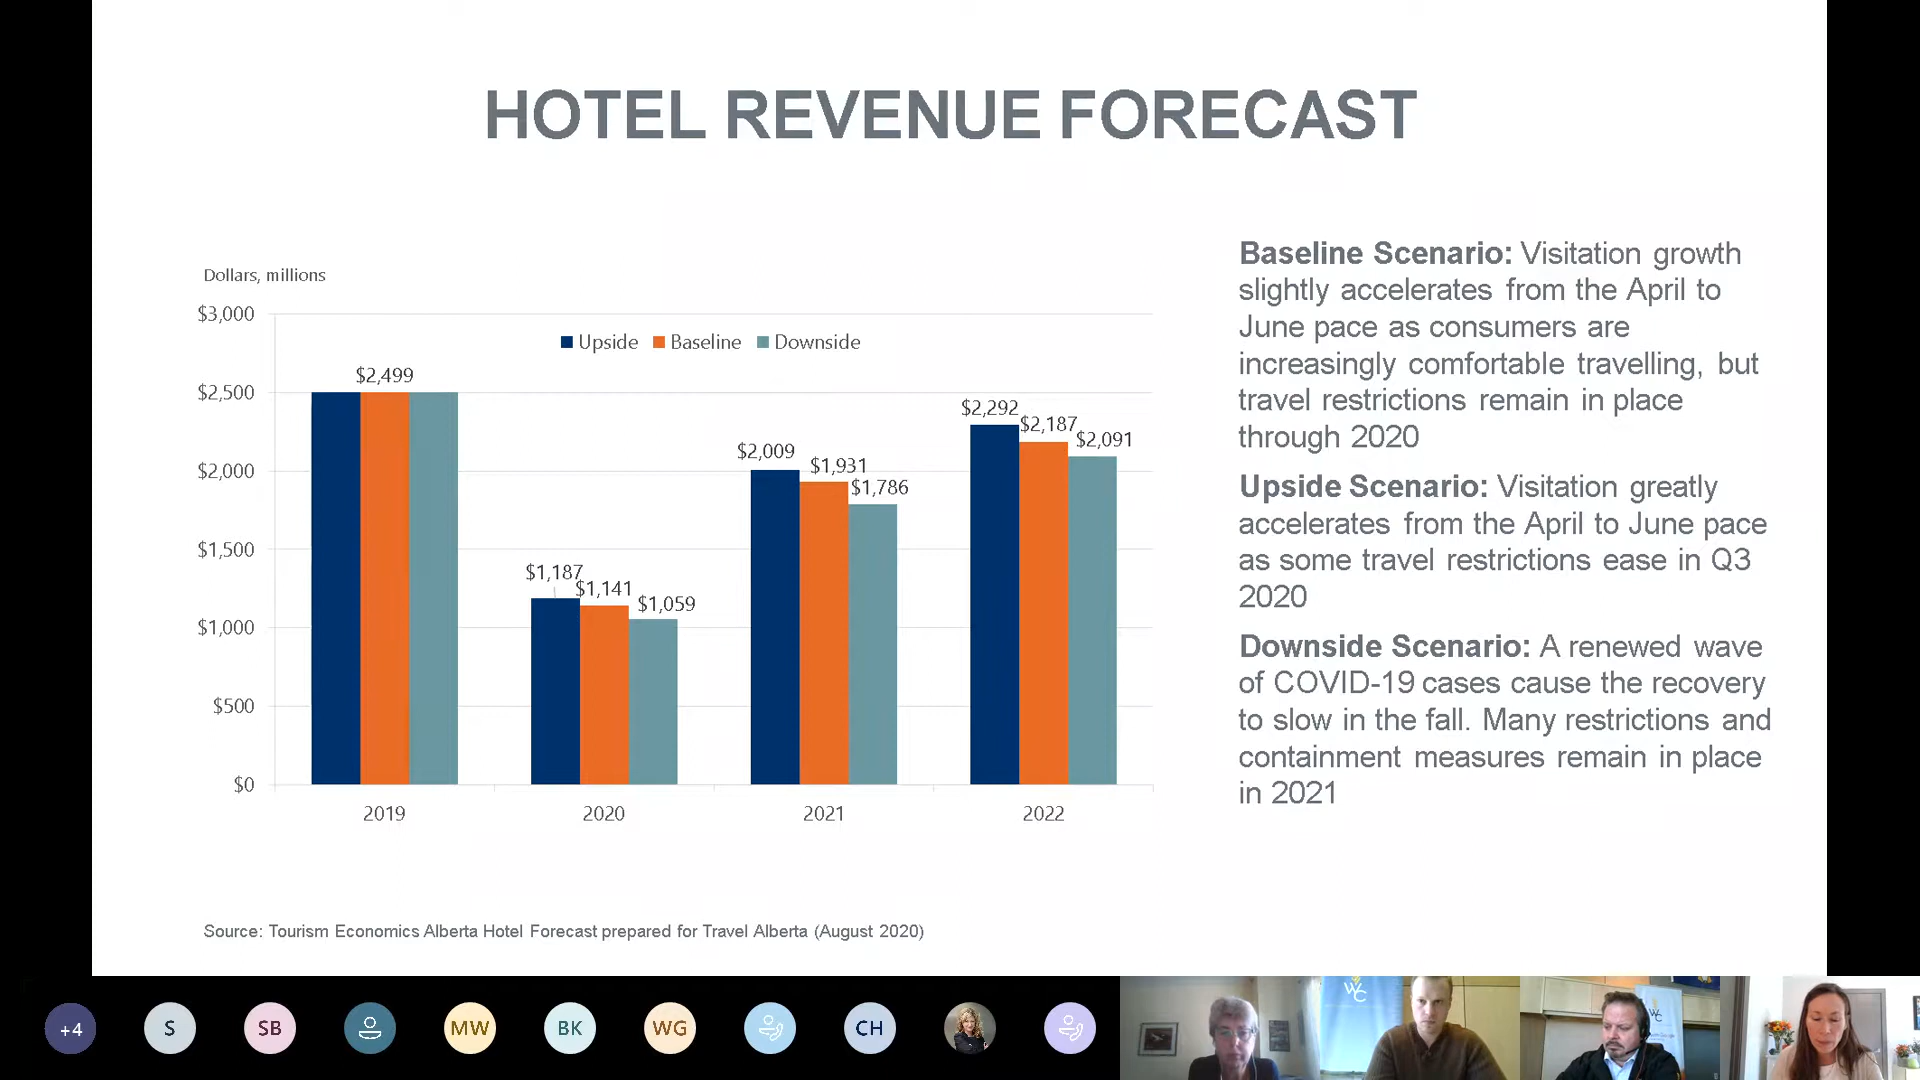 HOTEL REVENUE FORECAST
Dollars, millions
$3,000
$2,500
$2,000
$1,500
$1,000
$500
$0
Upside Baseline Downside
$2,499
$1,187
$1,141
$1,059
$2,009
$1,931
$1,786
$2,292
$2,187
$2,091
2019 2020 2021 2022
Baseline Scenario: Visitation growth
slightly accelerates from the April to
June pace as consumers are
increasingly comfortable travelling, but
travel restrictions remain in place
through 2020
Upside Scenario: Visitation greatly
accelerates from the April to June pace
as some travel restrictions ease in Q3
2020
Downside Scenario: A renewed wave
of COVID-19 cases cause the recovery
to slow in the fall. Many restrictions and
containment measures remain in place
in 2021
Source: Tourism Economics Alberta Hotel Forecast prepared for Travel Alberta (August 2020)
+4 S SB MW BK WG CH
WC
WC